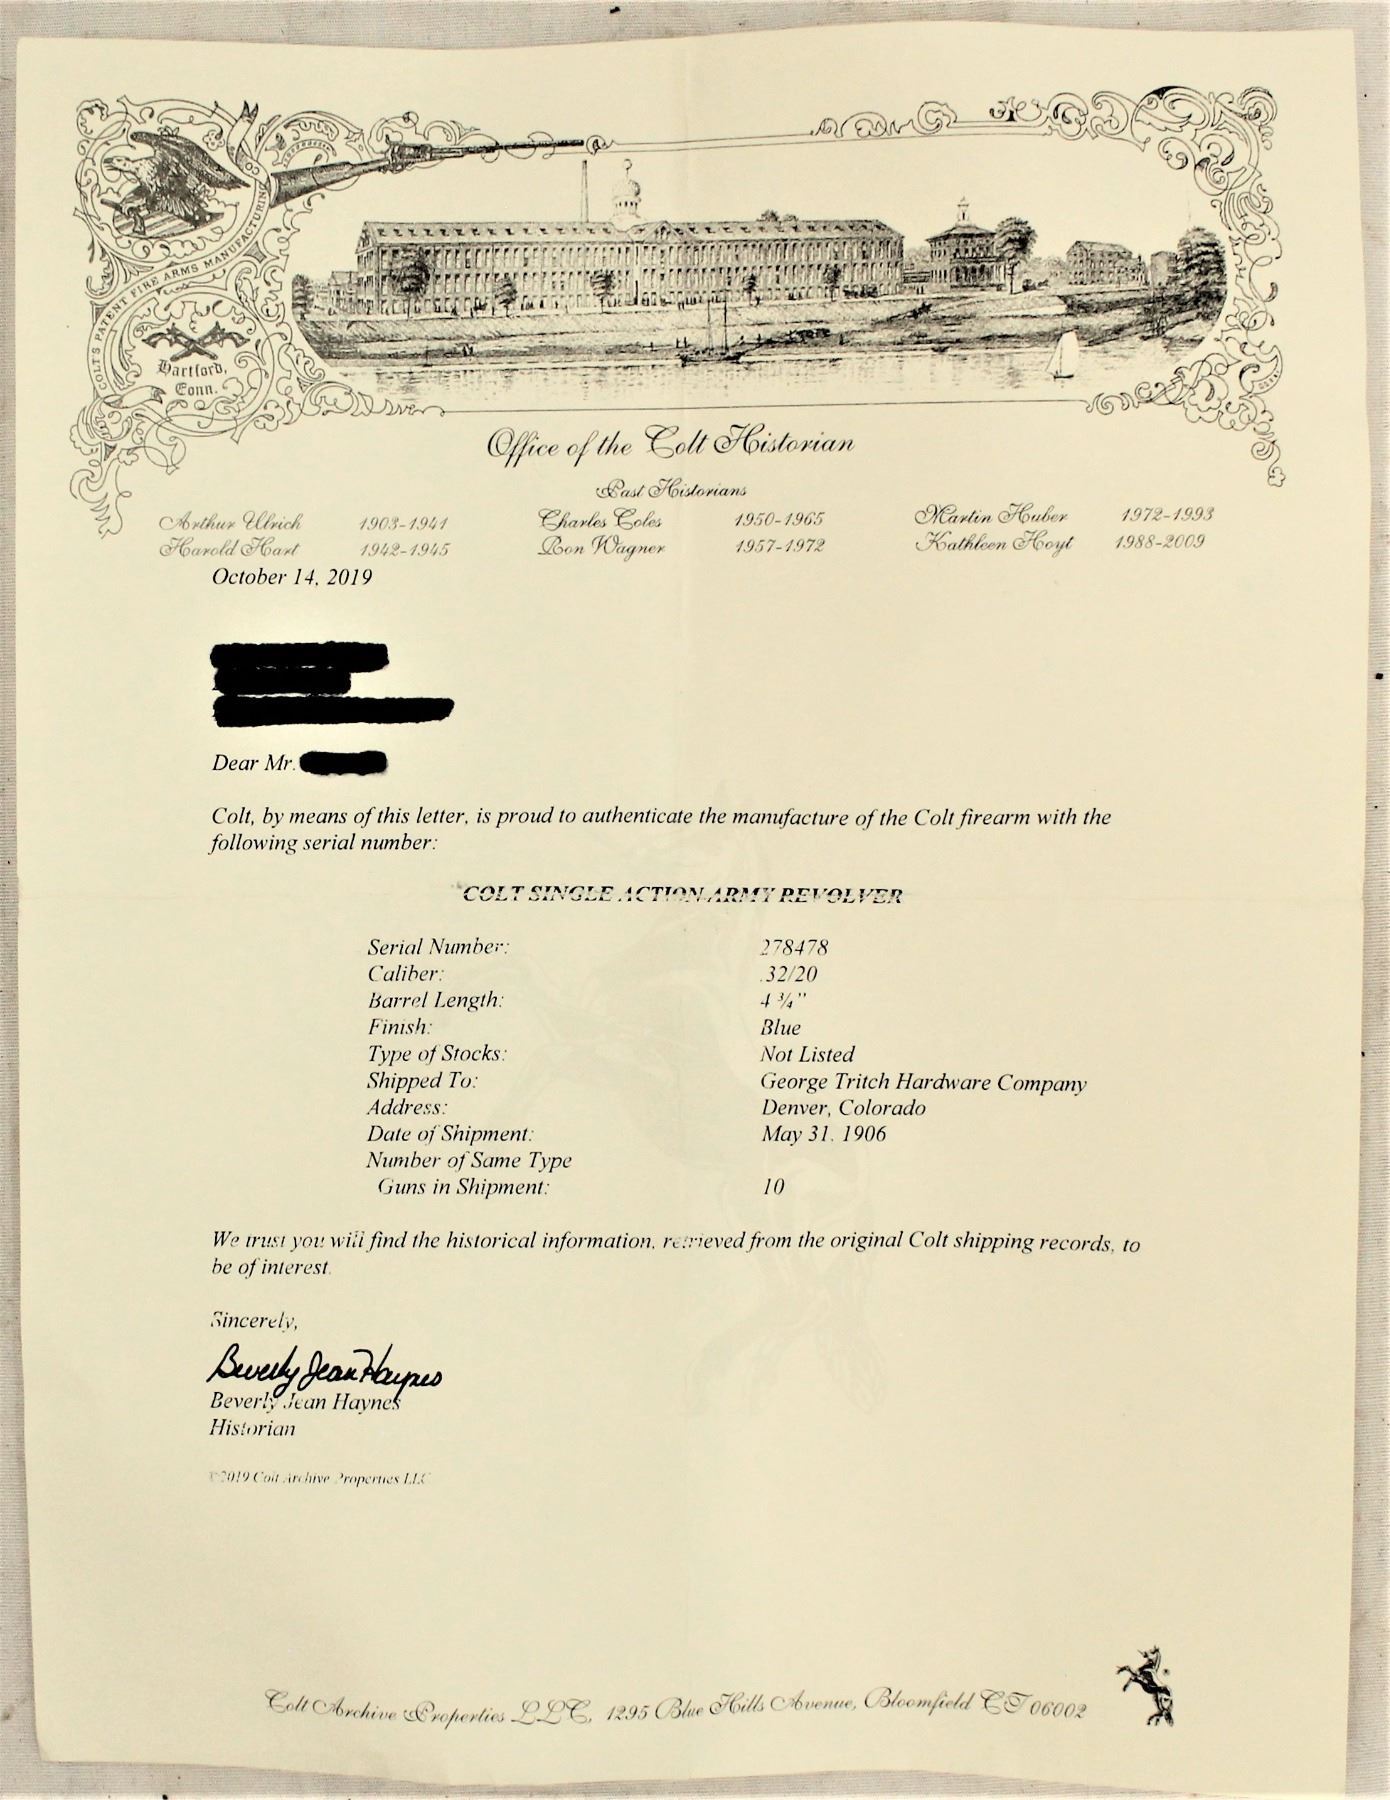 COLT'S PATENT FIRE ARMS MANUFACTURING CO
Hartford,
Conn.
Office of the Colt Historian
Past Historians
Arthur Ulrich 1903-1941 Charles Coles 1950-1965 Martin Huber 1972-1993
Harold Hart 1942-1945 Ron Wagner 1957-1972 Kathleen Hoyt 1988-2009
October 14, 2019
Dear Mr.
Colt, by means of this letter, is proud to authenticate the manufacture of the Colt firearm with the
following serial number:
COLT SINGLE ACTION ARMY REVOLVER
Serial Number: 278478
Caliber: .32/20
Barrel Length: 4 ¾"
Finish: Blue
Type of Stocks: Not Listed
Shipped To: George Tritch Hardware Company
Address: Denver, Colorado
Date of Shipment: May 31, 1906
Number of Same Type
Guns in Shipment: 10
We trust you will find the historical information, retrieved from the original Colt shipping records, to
be of interest.
Sincerely,
Beverly Jean Haynes
Beverly Jean Haynes
Historian
©2019 Colt Archive Properties LLC
Colt Archive Properties LLC, 1295 Blue Hills Avenue, Bloomfield CT 06002